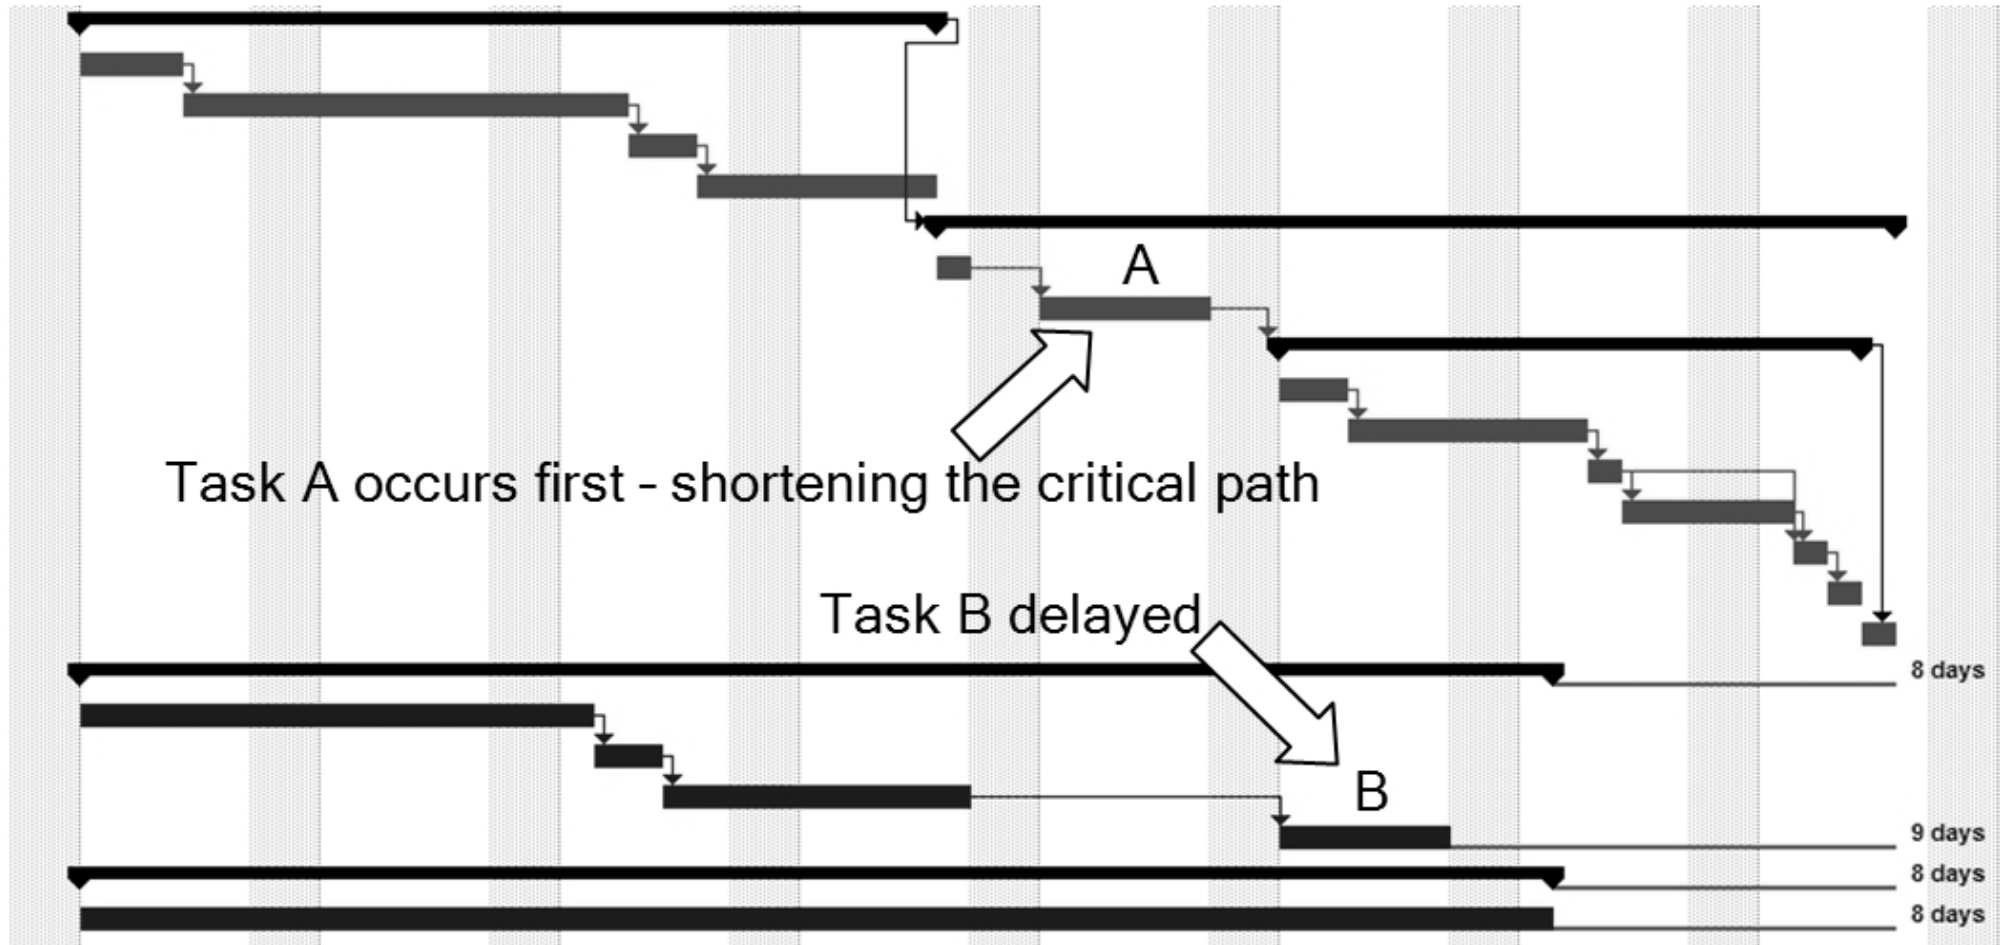 A
Task A occurs first - shortening the critical path
Task B delayed
8 days
B
9 days
8 days
8 days